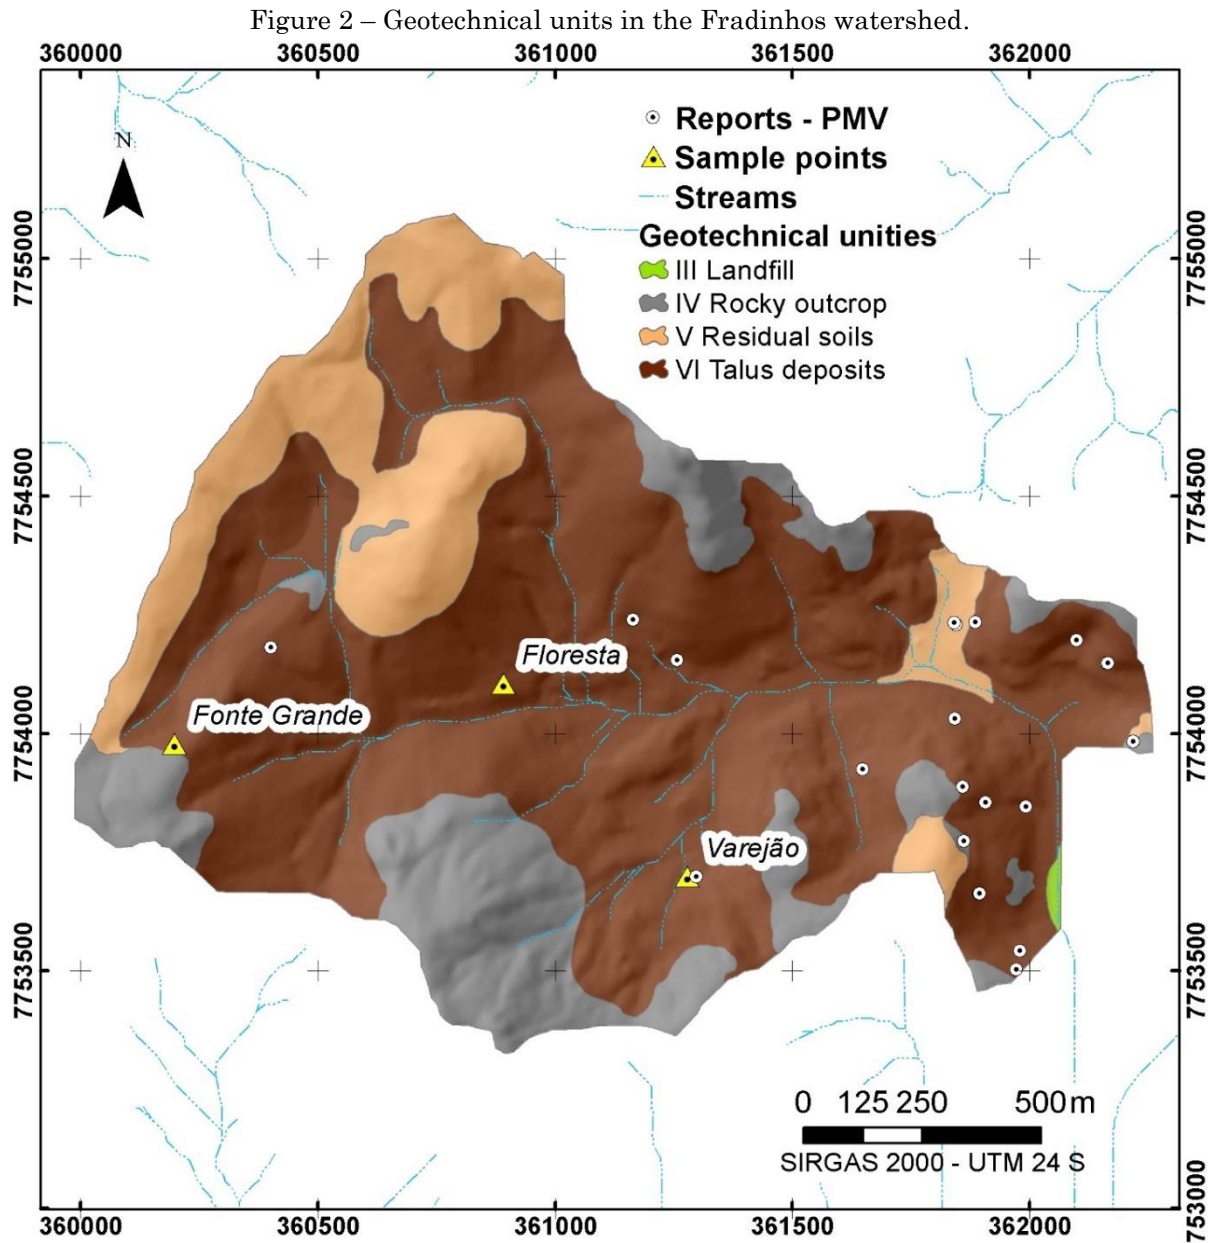 Figure 2 – Geotechnical units in the Fradinhos watershed.
360000 360500 361000 361500 362000
N
Reports - PMV
Sample points
Streams
Geotechnical unities
III Landfill
IV Rocky outcrop
V Residual soils
VI Talus deposits
7755000 7755000
7754500 7754500
Floresta
Fonte Grande
7754000 7754000
Varejão
7753500 7753500
0 125 250 500 m
SIRGAS 2000 - UTM 24 S
753000
360000 360500 361000 361500 362000